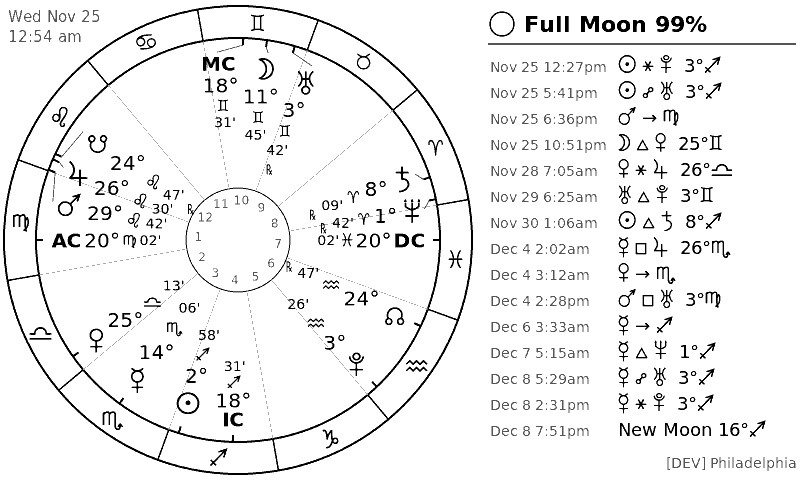 Wed Nov 25
12:54 am
Full Moon 99%
Nov 25 12:27pm ☉ ⚹ ♇ 3°♐
Nov 25 5:41pm ☉ ☍ ♅ 3°♐
Nov 25 6:36pm ♂ → ♍
Nov 25 10:51pm ☽ △ ♀ 25°♊
Nov 28 7:05am ♀ ⚹ ♃ 26°♎
Nov 29 6:25am ♅ △ ♇ 3°♊
Nov 30 1:06am ☉ △ ♄ 8°♐
Dec 4 2:02am ☿ □ ♃ 26°♏
Dec 4 3:12am ♀ → ♏
Dec 4 2:28pm ♂ □ ♅ 3°♍
Dec 6 3:33am ☿ → ♐
Dec 7 5:15am ☿ △ ♆ 1°♐
Dec 8 5:29am ☿ ☍ ♅ 3°♐
Dec 8 2:31pm ☿ ⚹ ♇ 3°♐
Dec 8 7:51pm New Moon 16°♐
[DEV] Philadelphia
MC
18° ♊ 31'
☽ 11° ♊ 45'
♅ 3° ♊ 42' ℞
☋ 24° ♌ 47' ℞
♃ 26° ♌ 30'
♂ 29° ♌ 42'
AC 20° ♍ 02'
♄ 8° ♈ 09' ℞
♆ 1° ♈ 42' ℞
02' ♓ 20° DC
♀ 25° ♎ 13'
☿ 14° ♏ 06'
☉ 2° ♐ 58'
31' ♐ 18°
IC
♇ 3° ♒ 26'
☊ 24° ♒ 47' ℞
1
2
3
4
5
6
7
8
9
10
11
12